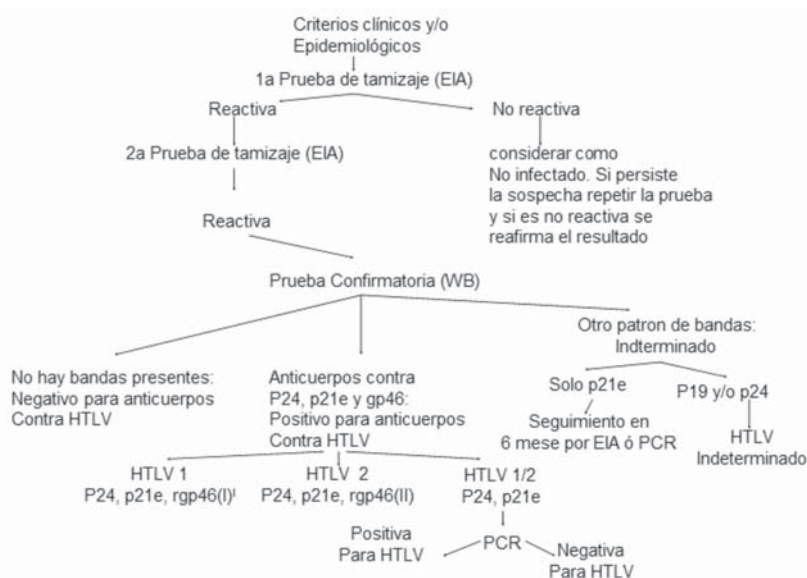 Criterios clínicos y/o
Epidemiológicos
1a Prueba de tamizaje (EIA)
Reactiva
No reactiva
2a Prueba de tamizaje (EIA)
considerar como
No infectado. Si persiste
la sospecha repetir la prueba
y si es no reactiva se
reafirma el resultado
Reactiva
Prueba Confirmatoria (WB)
Otro patron de bandas:
Indterminado
No hay bandas presentes:
Negativo para anticuerpos
Contra HTLV
Anticuerpos contra
P24, p21e y gp46:
Positivo para anticuerpos
Contra HTLV
Solo p21e
Seguimiento en
6 mese por EIA ó PCR
P19 y/o p24
HTLV
Indeterminado
HTLV 1
P24, p21e, rgp46(I)ᴵ
HTLV 2
P24, p21e, rgp46(II)
HTLV 1/2
P24, p21e
Positiva
Para HTLV
PCR
Negativa
Para HTLV